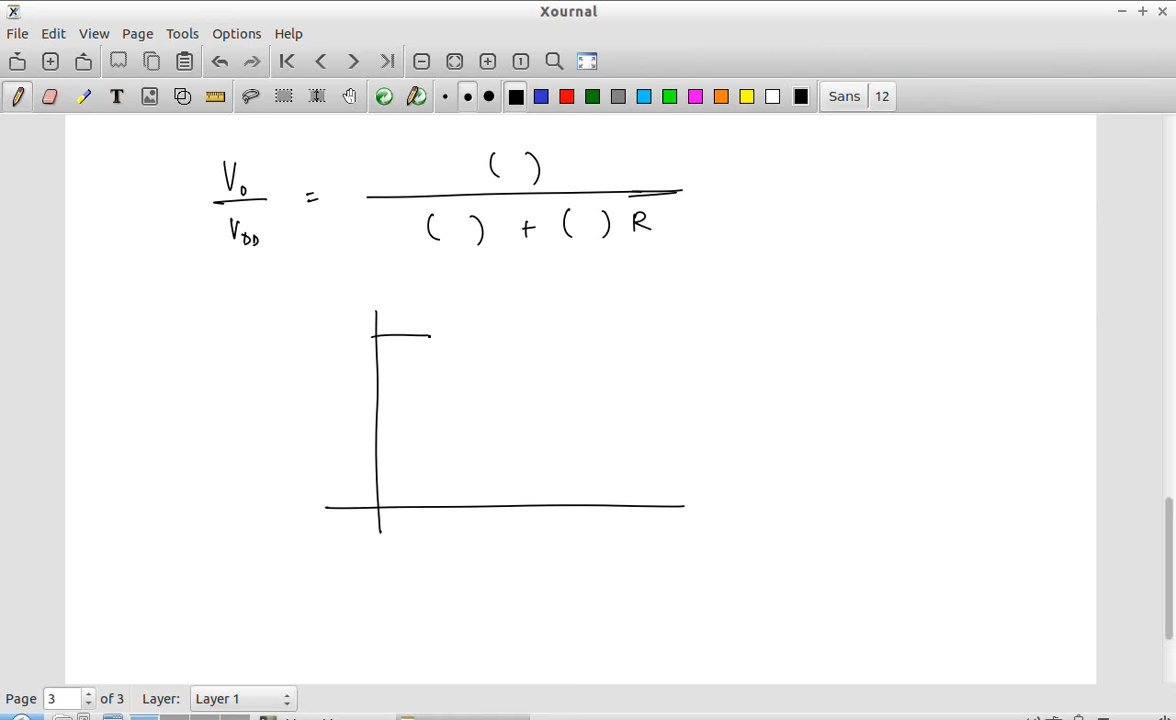 Xournal
File Edit View Page Tools Options Help
Sans 12
V0 / VDD = ( ) / ( ) + ( ) R
Page 3 of 3 Layer: Layer 1